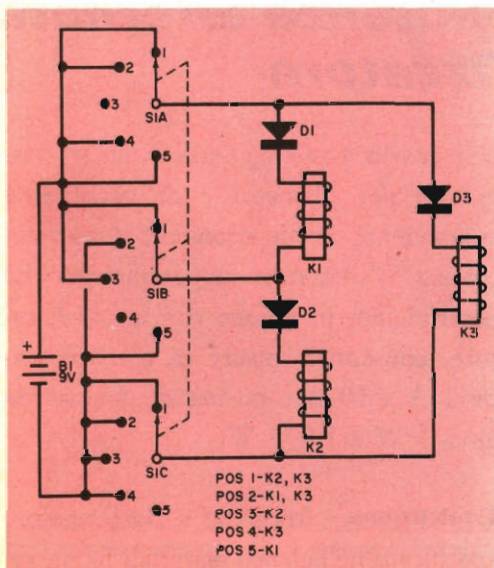 1
2
3
S1A
4
5
D1
D3
K1
1
2
3
S1B
4
5
D2
K3
+
B1
9V
K2
1
2
3
S1C
4
5
POS 1-K2, K3
POS 2-K1, K3
POS 3-K2
POS 4-K3
POS 5-K1